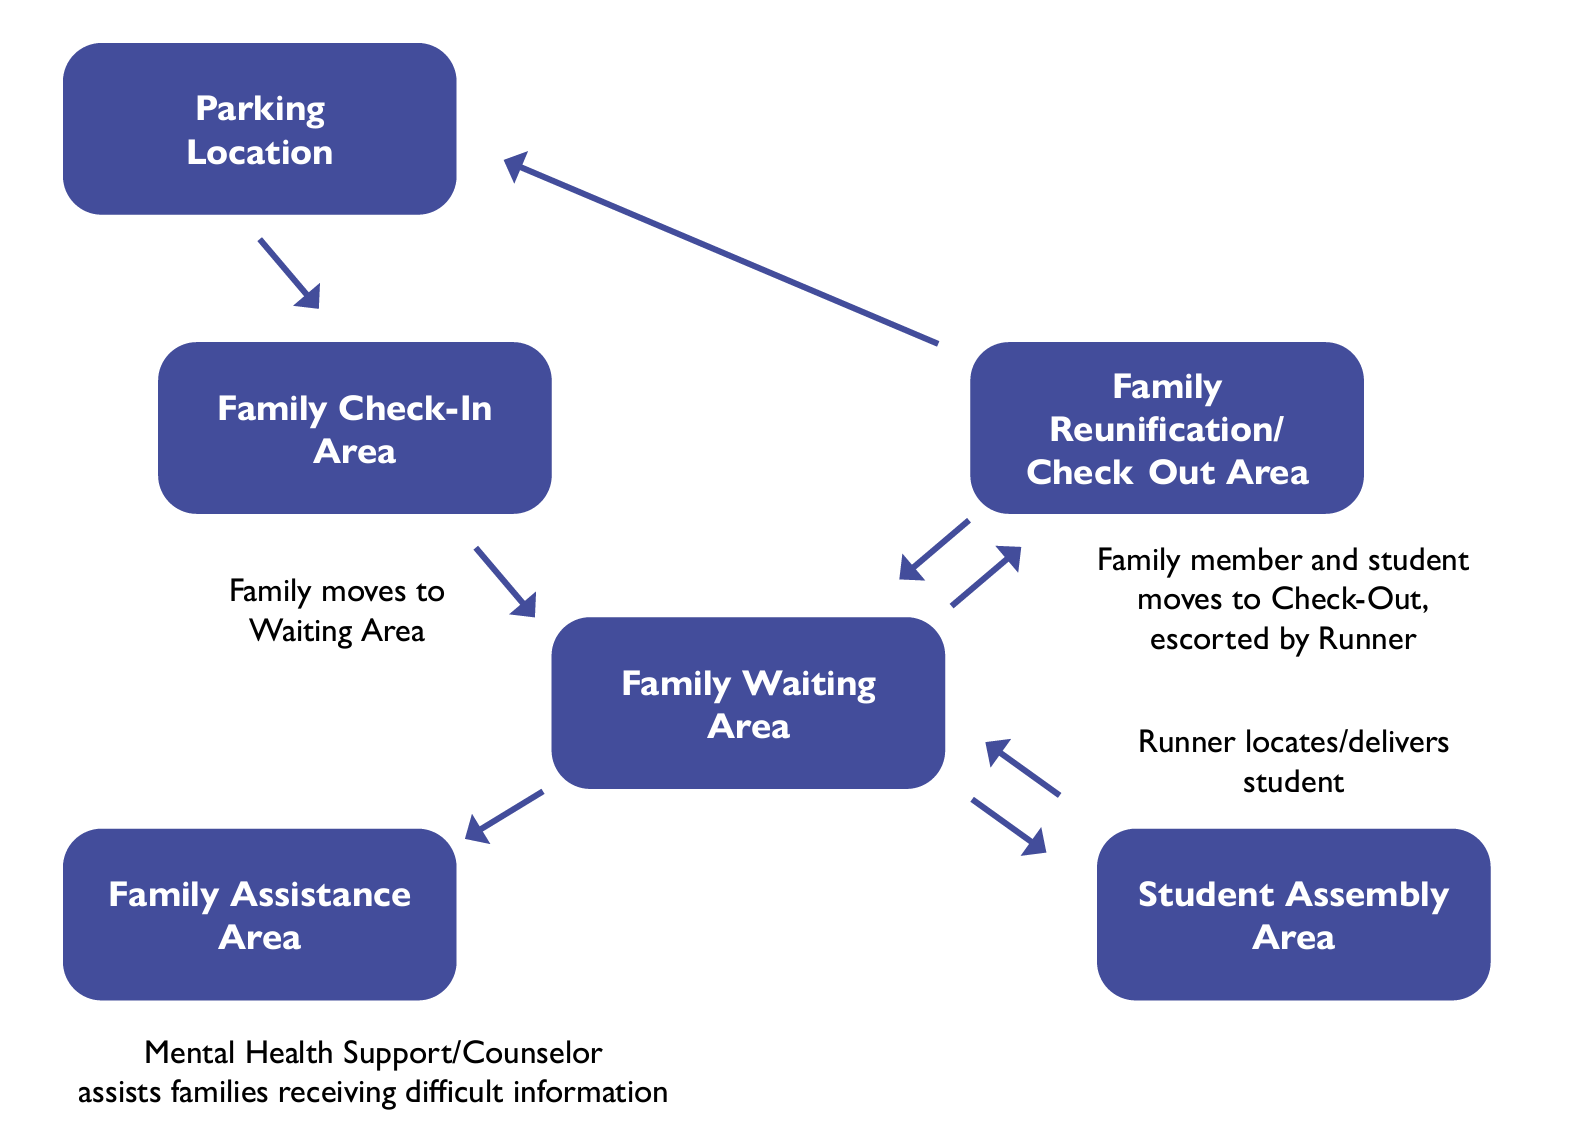 Parking
Location
Family Check-In
Area
Family
Reunification/
Check Out Area
Family moves to
Waiting Area
Family member and student
moves to Check-Out,
escorted by Runner
Family Waiting
Area
Runner locates/delivers
student
Family Assistance
Area
Student Assembly
Area
Mental Health Support/Counselor
assists families receiving difficult information